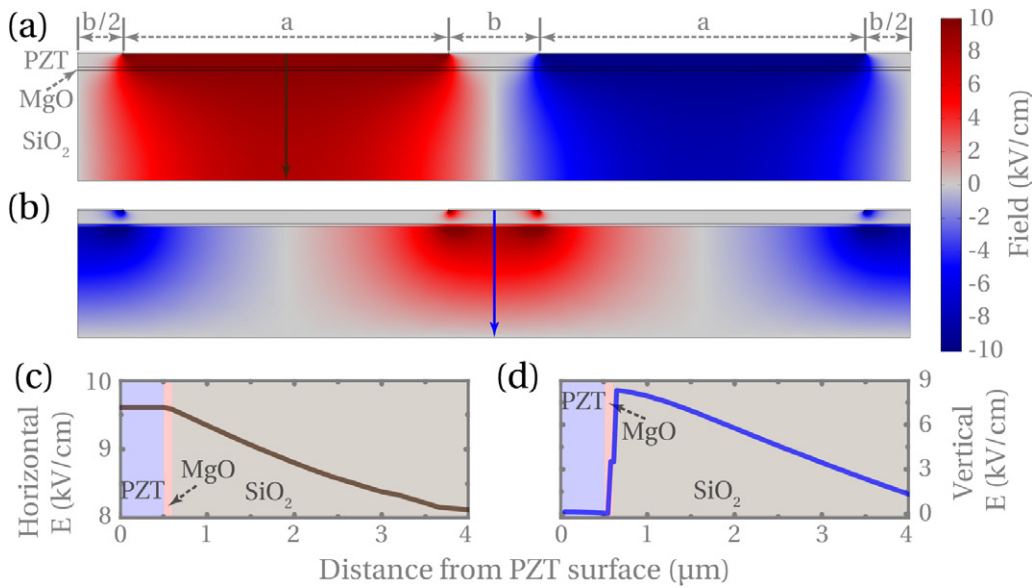 (a)
b/2 a b a b/2
PZT
MgO
SiO2
10
8
6
4
2
0
-2
-4
-6
-8
-10
Field (kV/cm)
(b)
(c)
(d)
10
9
8
Horizontal
E (kV/cm)
PZT
MgO
SiO2
0 1 2 3 4
PZT
MgO
SiO2
9
6
3
0
Vertical
E (kV/cm)
0 1 2 3 4
Distance from PZT surface (μm)